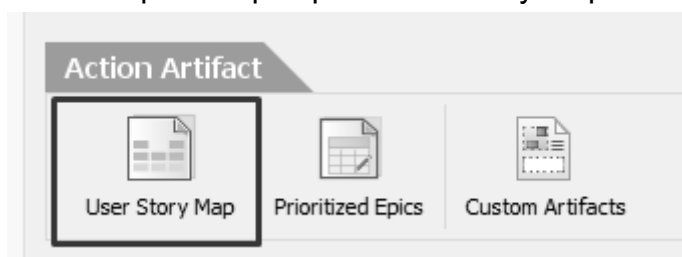 Action Artifact
User Story Map
Prioritized Epics
Custom Artifacts